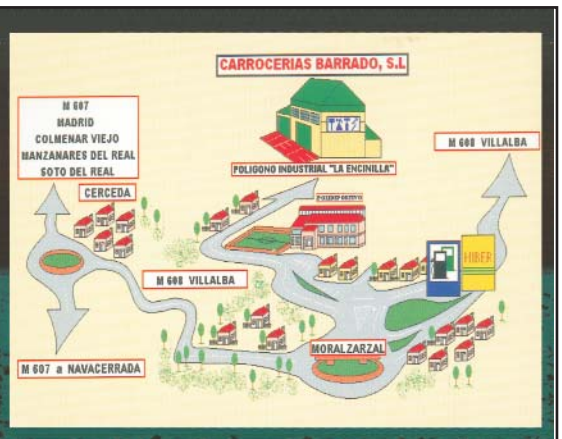 CARROCERIAS BARRADO, S.L
M 607
MADRID
COLMENAR VIEJO
MANZANARES DEL REAL
SOTO DEL REAL
CERCEDA
POLIGONO INDUSTRIAL "LA ENCINILLA"
M 608 VILLALBA
HIBER
M 608 VILLALBA
MORALZARZAL
M 607 a NAVACERRADA